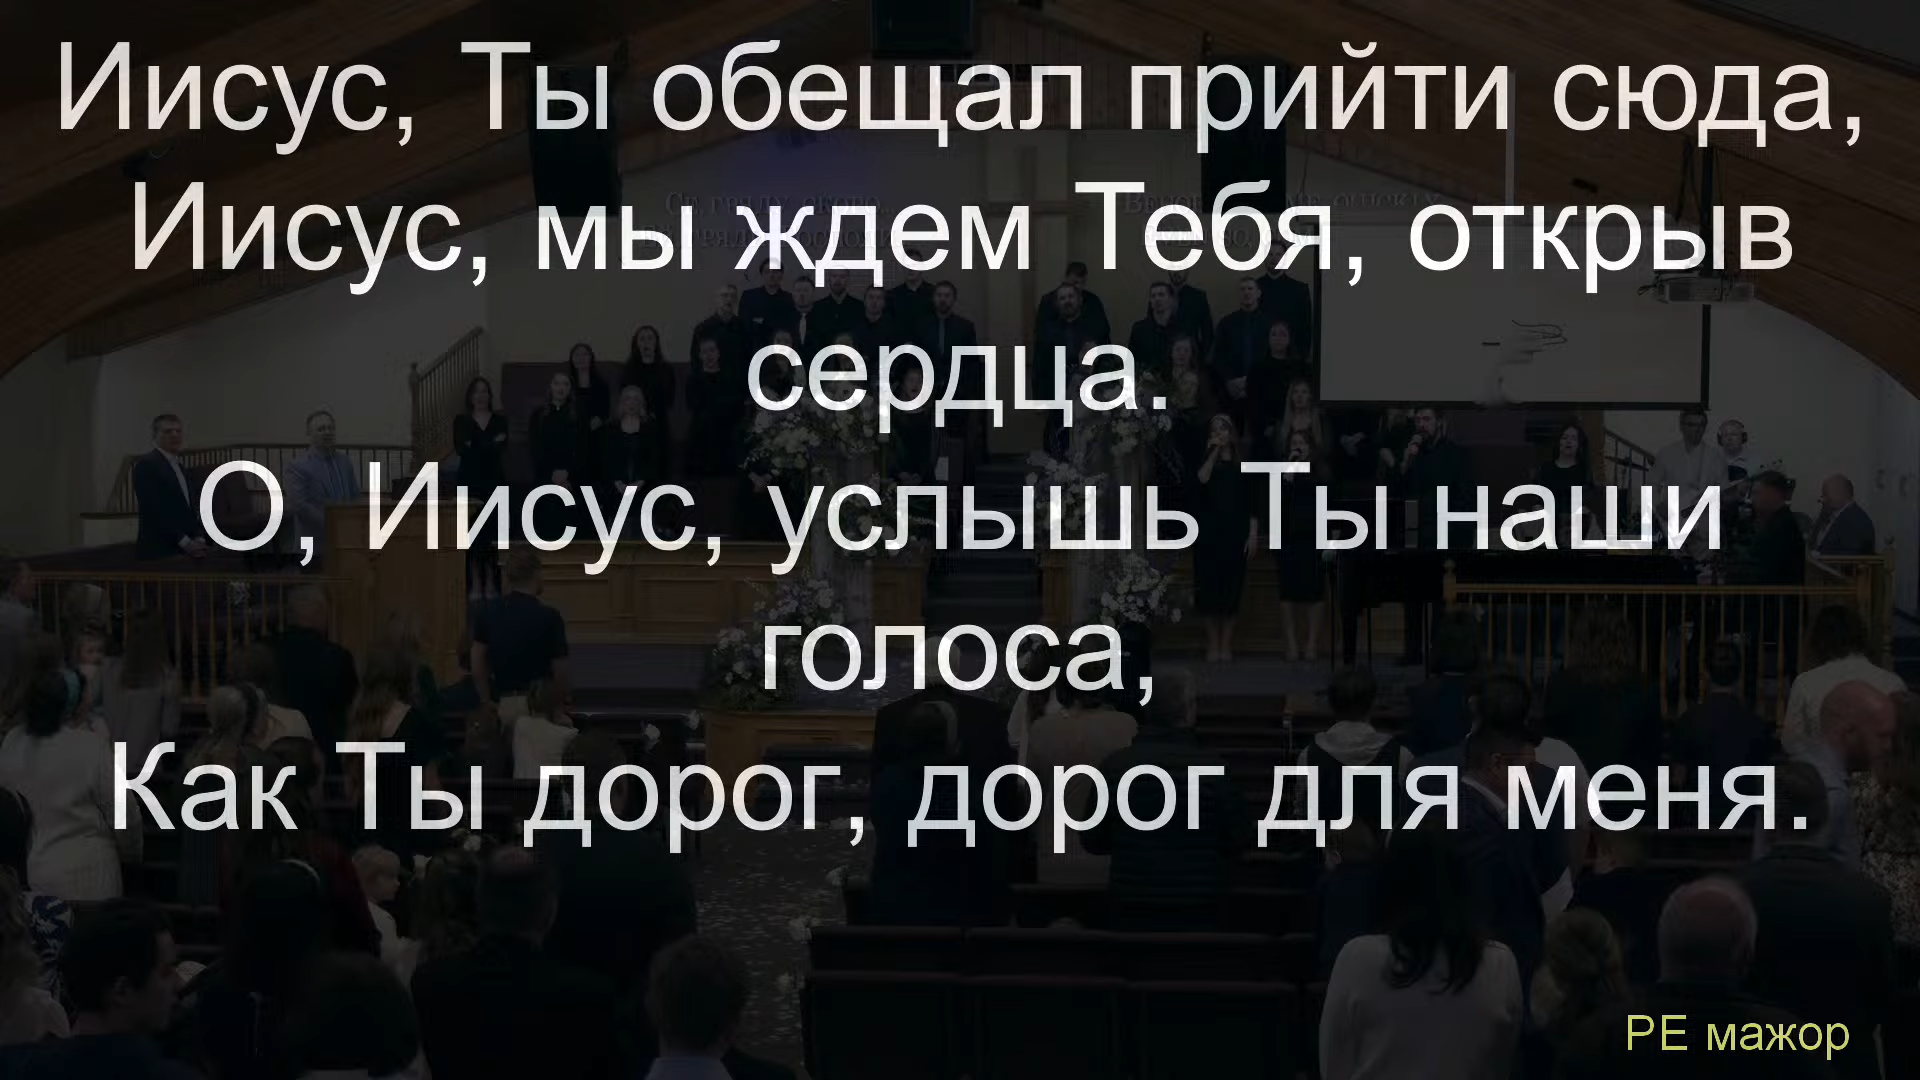 Иисус, Ты обещал прийти сюда,
Иисус, мы ждем Тебя, открыв
сердца.
О, Иисус, услышь Ты наши
голоса,
Как Ты дорог, дорог для меня.
РЕ мажор